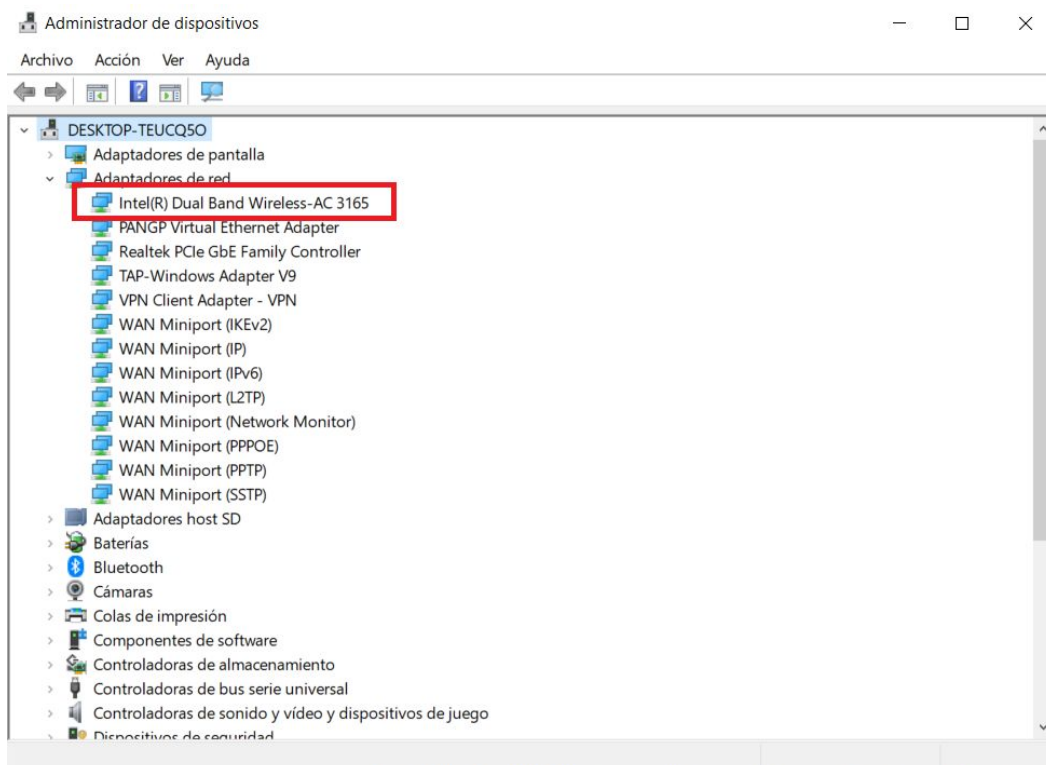 Administrador de dispositivos
Archivo Acción Ver Ayuda
DESKTOP-TEUCQ5O
Adaptadores de pantalla
Adaptadores de red
Intel(R) Dual Band Wireless-AC 3165
PANGP Virtual Ethernet Adapter
Realtek PCIe GbE Family Controller
TAP-Windows Adapter V9
VPN Client Adapter - VPN
WAN Miniport (IKEv2)
WAN Miniport (IP)
WAN Miniport (IPv6)
WAN Miniport (L2TP)
WAN Miniport (Network Monitor)
WAN Miniport (PPPOE)
WAN Miniport (PPTP)
WAN Miniport (SSTP)
Adaptadores host SD
Baterías
Bluetooth
Cámaras
Colas de impresión
Componentes de software
Controladoras de almacenamiento
Controladoras de bus serie universal
Controladoras de sonido y vídeo y dispositivos de juego
Dispositivos de seguridad